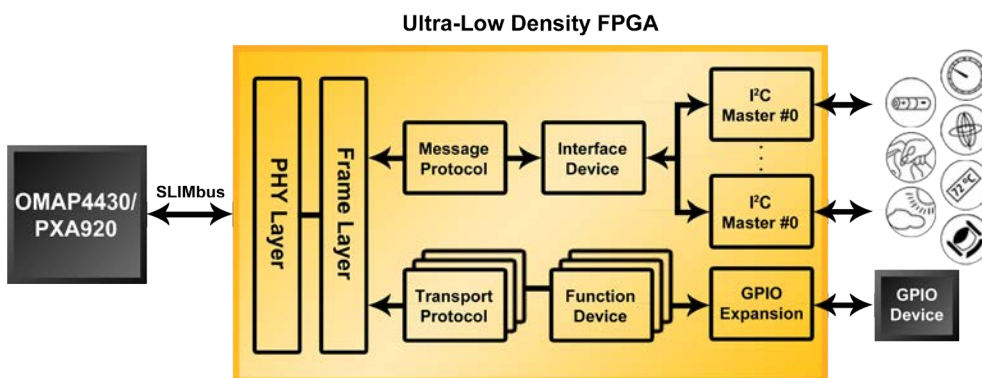 Ultra-Low Density FPGA
OMAP4430/
PXA920
SLIMbus
PHY Layer
Frame Layer
Message
Protocol
Interface
Device
I²C
Master #0
I²C
Master #0
Transport
Protocol
Function
Device
GPIO
Expansion
GPIO
Device
72 ºC